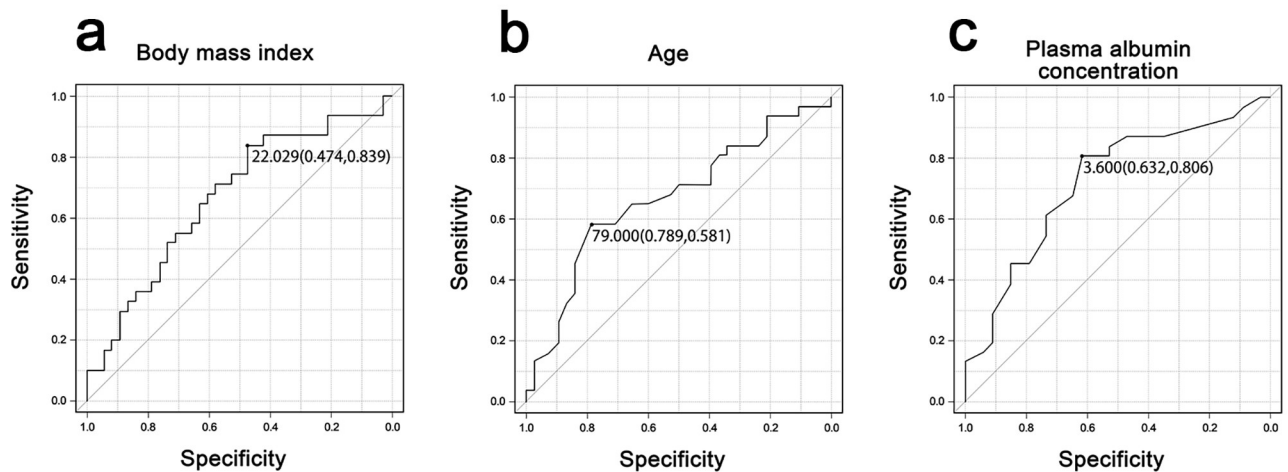 a
Body mass index
1.0
0.8
0.6
0.4
0.2
0.0
Sensitivity
22.029(0.474,0.839)
1.0 0.8 0.6 0.4 0.2 0.0
Specificity
b
Age
1.0
0.8
0.6
0.4
0.2
0.0
Sensitivity
79.000(0.789,0.581)
1.0 0.8 0.6 0.4 0.2 0.0
Specificity
c
Plasma albumin
concentration
1.0
0.8
0.6
0.4
0.2
0.0
Sensitivity
3.600(0.632,0.806)
1.0 0.8 0.6 0.4 0.2 0.0
Specificity